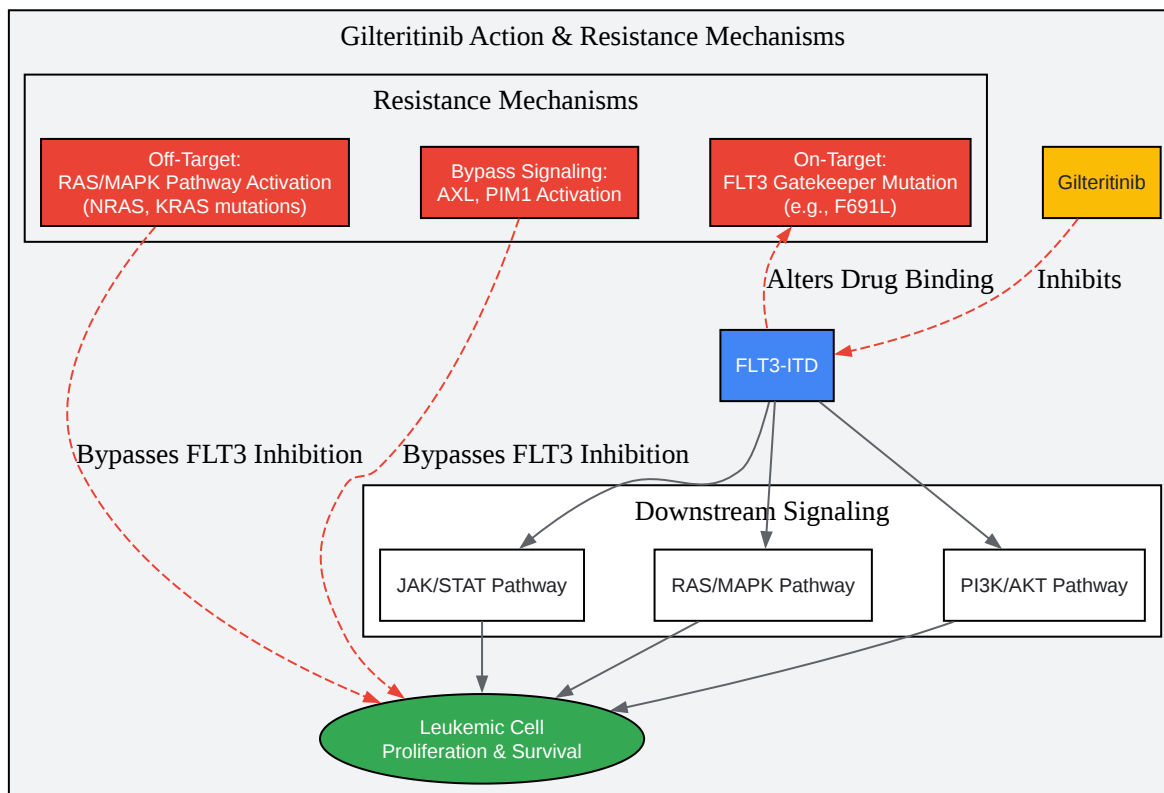 Gilteritinib Action & Resistance Mechanisms
Resistance Mechanisms
Off-Target:
RAS/MAPK Pathway Activation
(NRAS, KRAS mutations)
Bypass Signaling:
AXL, PIM1 Activation
On-Target:
FLT3 Gatekeeper Mutation
(e.g., F691L)
Gilteritinib
Alters Drug Binding
Inhibits
FLT3-ITD
Bypasses FLT3 Inhibition
Bypasses FLT3 Inhibition
Downstream Signaling
JAK/STAT Pathway
RAS/MAPK Pathway
PI3K/AKT Pathway
Leukemic Cell
Proliferation & Survival